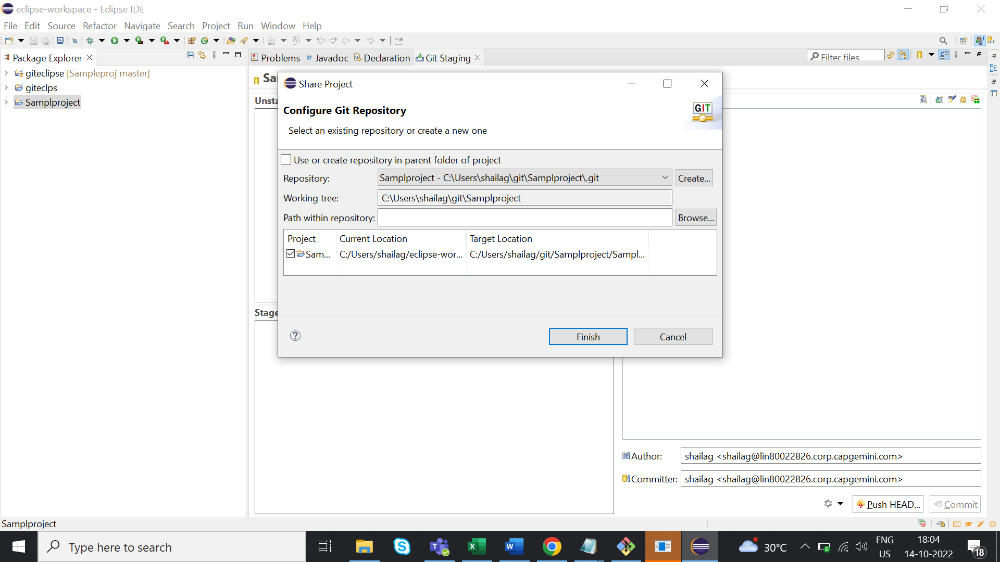 eclipse-workspace - Eclipse IDE
File Edit Source Refactor Navigate Search Project Run Window Help
Package Explorer
Problems @ Javadoc Declaration Git Staging
Filter files
giteclipse [Sampleproj master]
giteclps
Samplproject
Sa
Unsta
Share Project
Configure Git Repository
Select an existing repository or create a new one
GIT
Use or create repository in parent folder of project
Repository: Samplproject - C:\Users\shailag\git\Samplproject\.git Create...
Working tree: C:\Users\shailag\git\Samplproject
Path within repository: Browse...
Project Current Location Target Location
Sam... C:/Users/shailag/eclipse-wor... C:/Users/shailag/git/Samplproject/Sampl...
Stage
Finish Cancel
Author: shailag <shailag@lin80022826.corp.capgemini.com>
Committer: shailag <shailag@lin80022826.corp.capgemini.com>
Push HEAD... Commit
Samplproject
Type here to search
30°C
ENG
US
18:04
14-10-2022
18